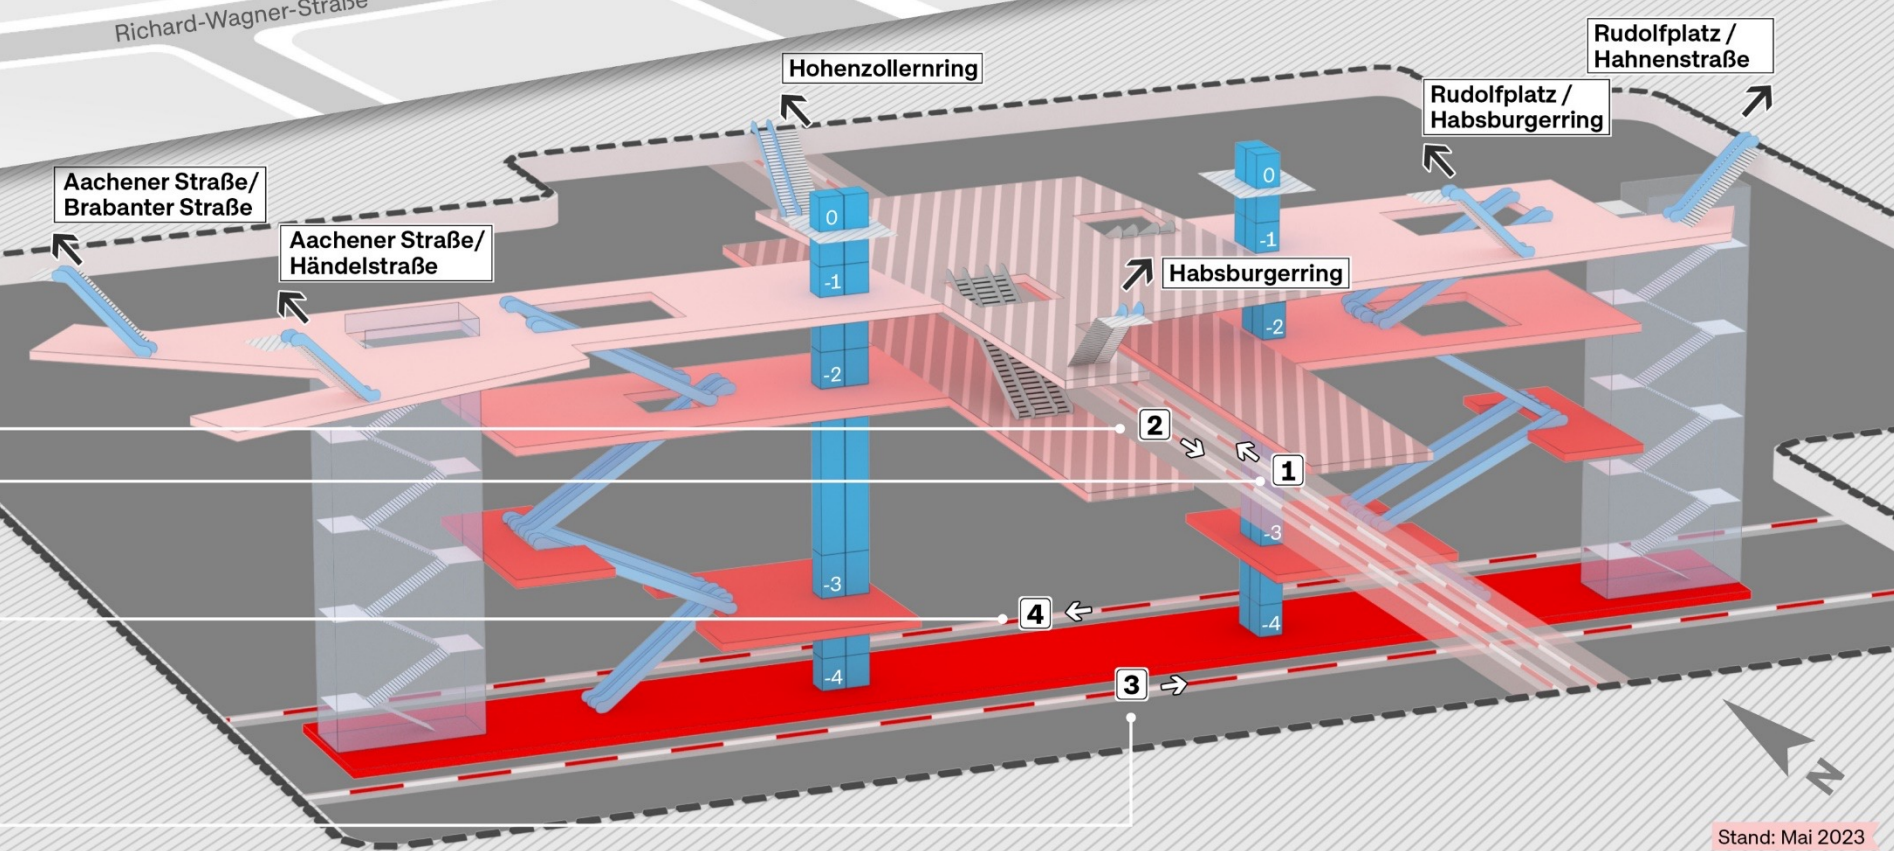 Richard-Wagner-Straße
Hohenzollernring
Rudolfplatz /
Hahnenstraße
Rudolfplatz /
Habsburgerring
Aachener Straße/
Brabanter Straße
Aachener Straße/
Händelstraße
Habsburgerring
0
-1
-2
-3
-4
0
-1
-2
-3
-4
2
1
4
3
N
Stand: Mai 2023